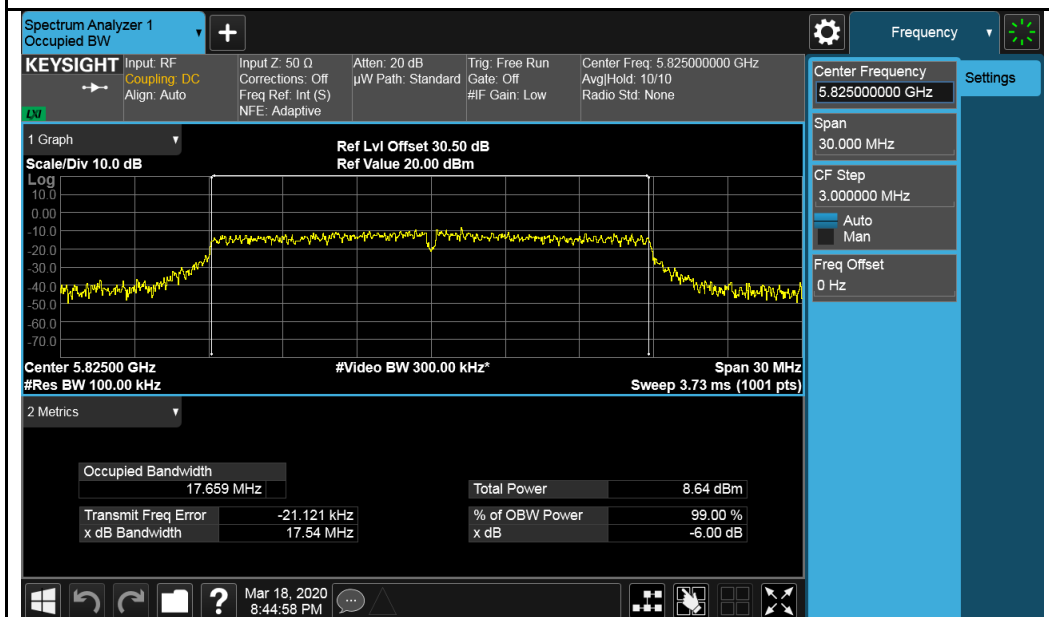 Spectrum Analyzer 1
Occupied BW
+
Frequency
KEYSIGHT
LXI
Input: RF
Coupling: DC
Align: Auto
Input Z: 50 Ω
Corrections: Off
Freq Ref: Int (S)
NFE: Adaptive
Atten: 20 dB
µW Path: Standard
Trig: Free Run
Gate: Off
#IF Gain: Low
Center Freq: 5.825000000 GHz
Avg|Hold: 10/10
Radio Std: None
Center Frequency
5.825000000 GHz
Settings
Span
30.000 MHz
CF Step
3.000000 MHz
Auto
Man
Freq Offset
0 Hz
1 Graph
Ref Lvl Offset 30.50 dB
Scale/Div 10.0 dB
Ref Value 20.00 dBm
Log
10.0
0.00
-10.0
-20.0
-30.0
-40.0
-50.0
-60.0
-70.0
Center 5.82500 GHz
#Video BW 300.00 kHz*
Span 30 MHz
#Res BW 100.00 kHz
Sweep 3.73 ms (1001 pts)
2 Metrics
Occupied Bandwidth
17.659 MHz
Total Power 8.64 dBm
Transmit Freq Error -21.121 kHz
% of OBW Power 99.00 %
x dB Bandwidth 17.54 MHz
x dB -6.00 dB
?
Mar 18, 2020
8:44:58 PM